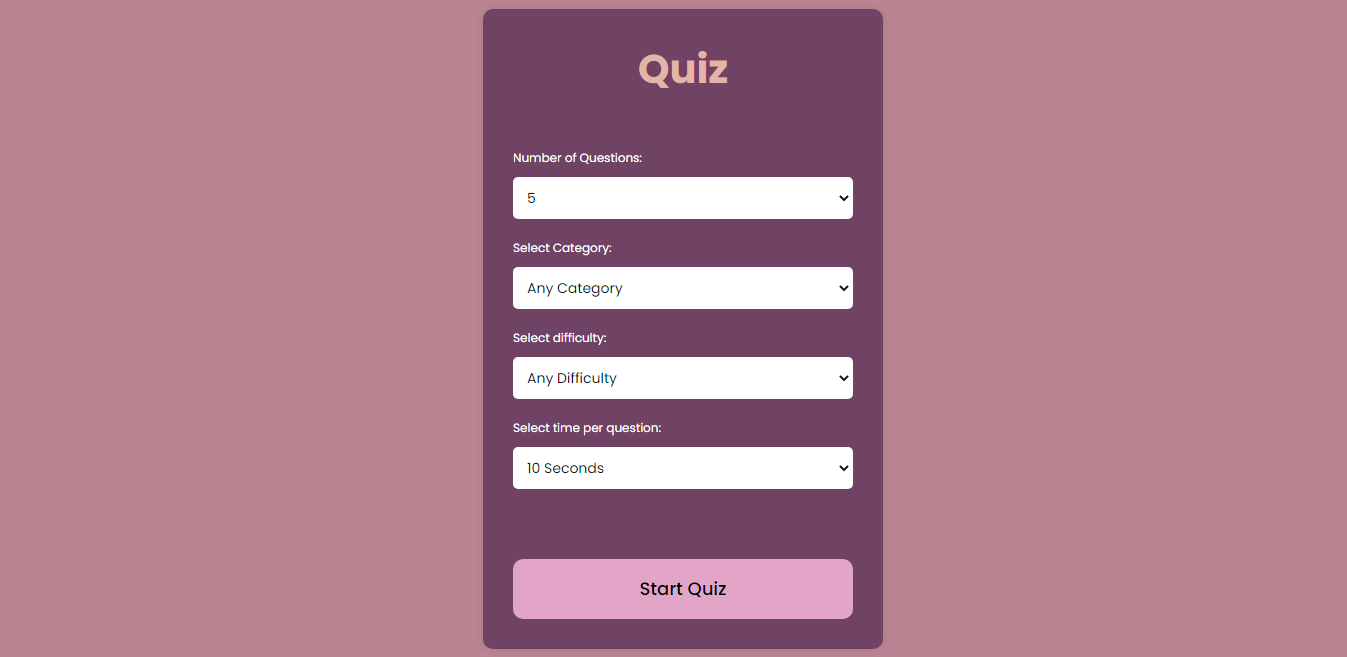 Quiz
Number of Questions:
5
Select Category:
Any Category
Select difficulty:
Any Difficulty
Select time per question:
10 Seconds
Start Quiz